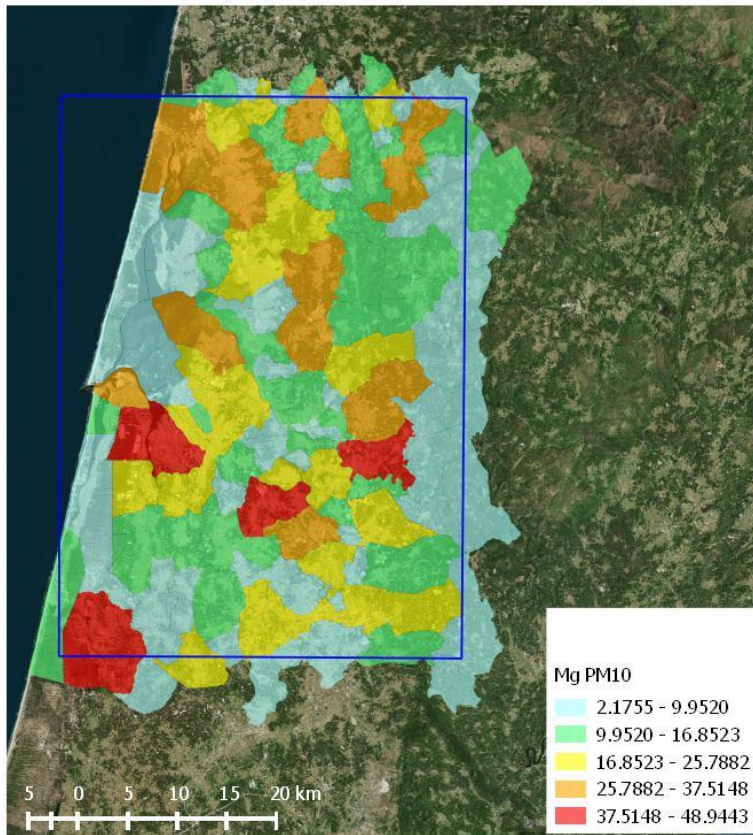 Mg PM10
2.1755 - 9.9520
9.9520 - 16.8523
16.8523 - 25.7882
25.7882 - 37.5148
37.5148 - 48.9443
5 0 5 10 15 20 km